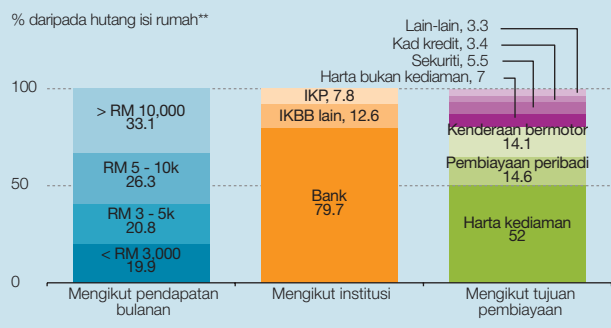 % daripada hutang isi rumah**
Lain-lain, 3.3
Kad kredit, 3.4
Sekuriti, 5.5
Harta bukan kediaman, 7
100
50
0
> RM 10,000
33.1
RM 5 - 10k
26.3
RM 3 - 5k
20.8
< RM 3,000
19.9
IKP, 7.8
IKBB lain, 12.6
Bank
79.7
Kenderaan bermotor
14.1
Pembiayaan peribadi
14.6
Harta kediaman
52
Mengikut pendapatan
bulanan
Mengikut institusi
Mengikut tujuan
pembiayaan